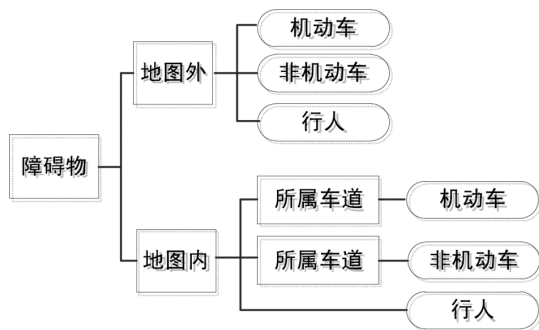 机动车
地图外
非机动车
行人
障碍物
所属车道
机动车
地图内
所属车道
非机动车
行人